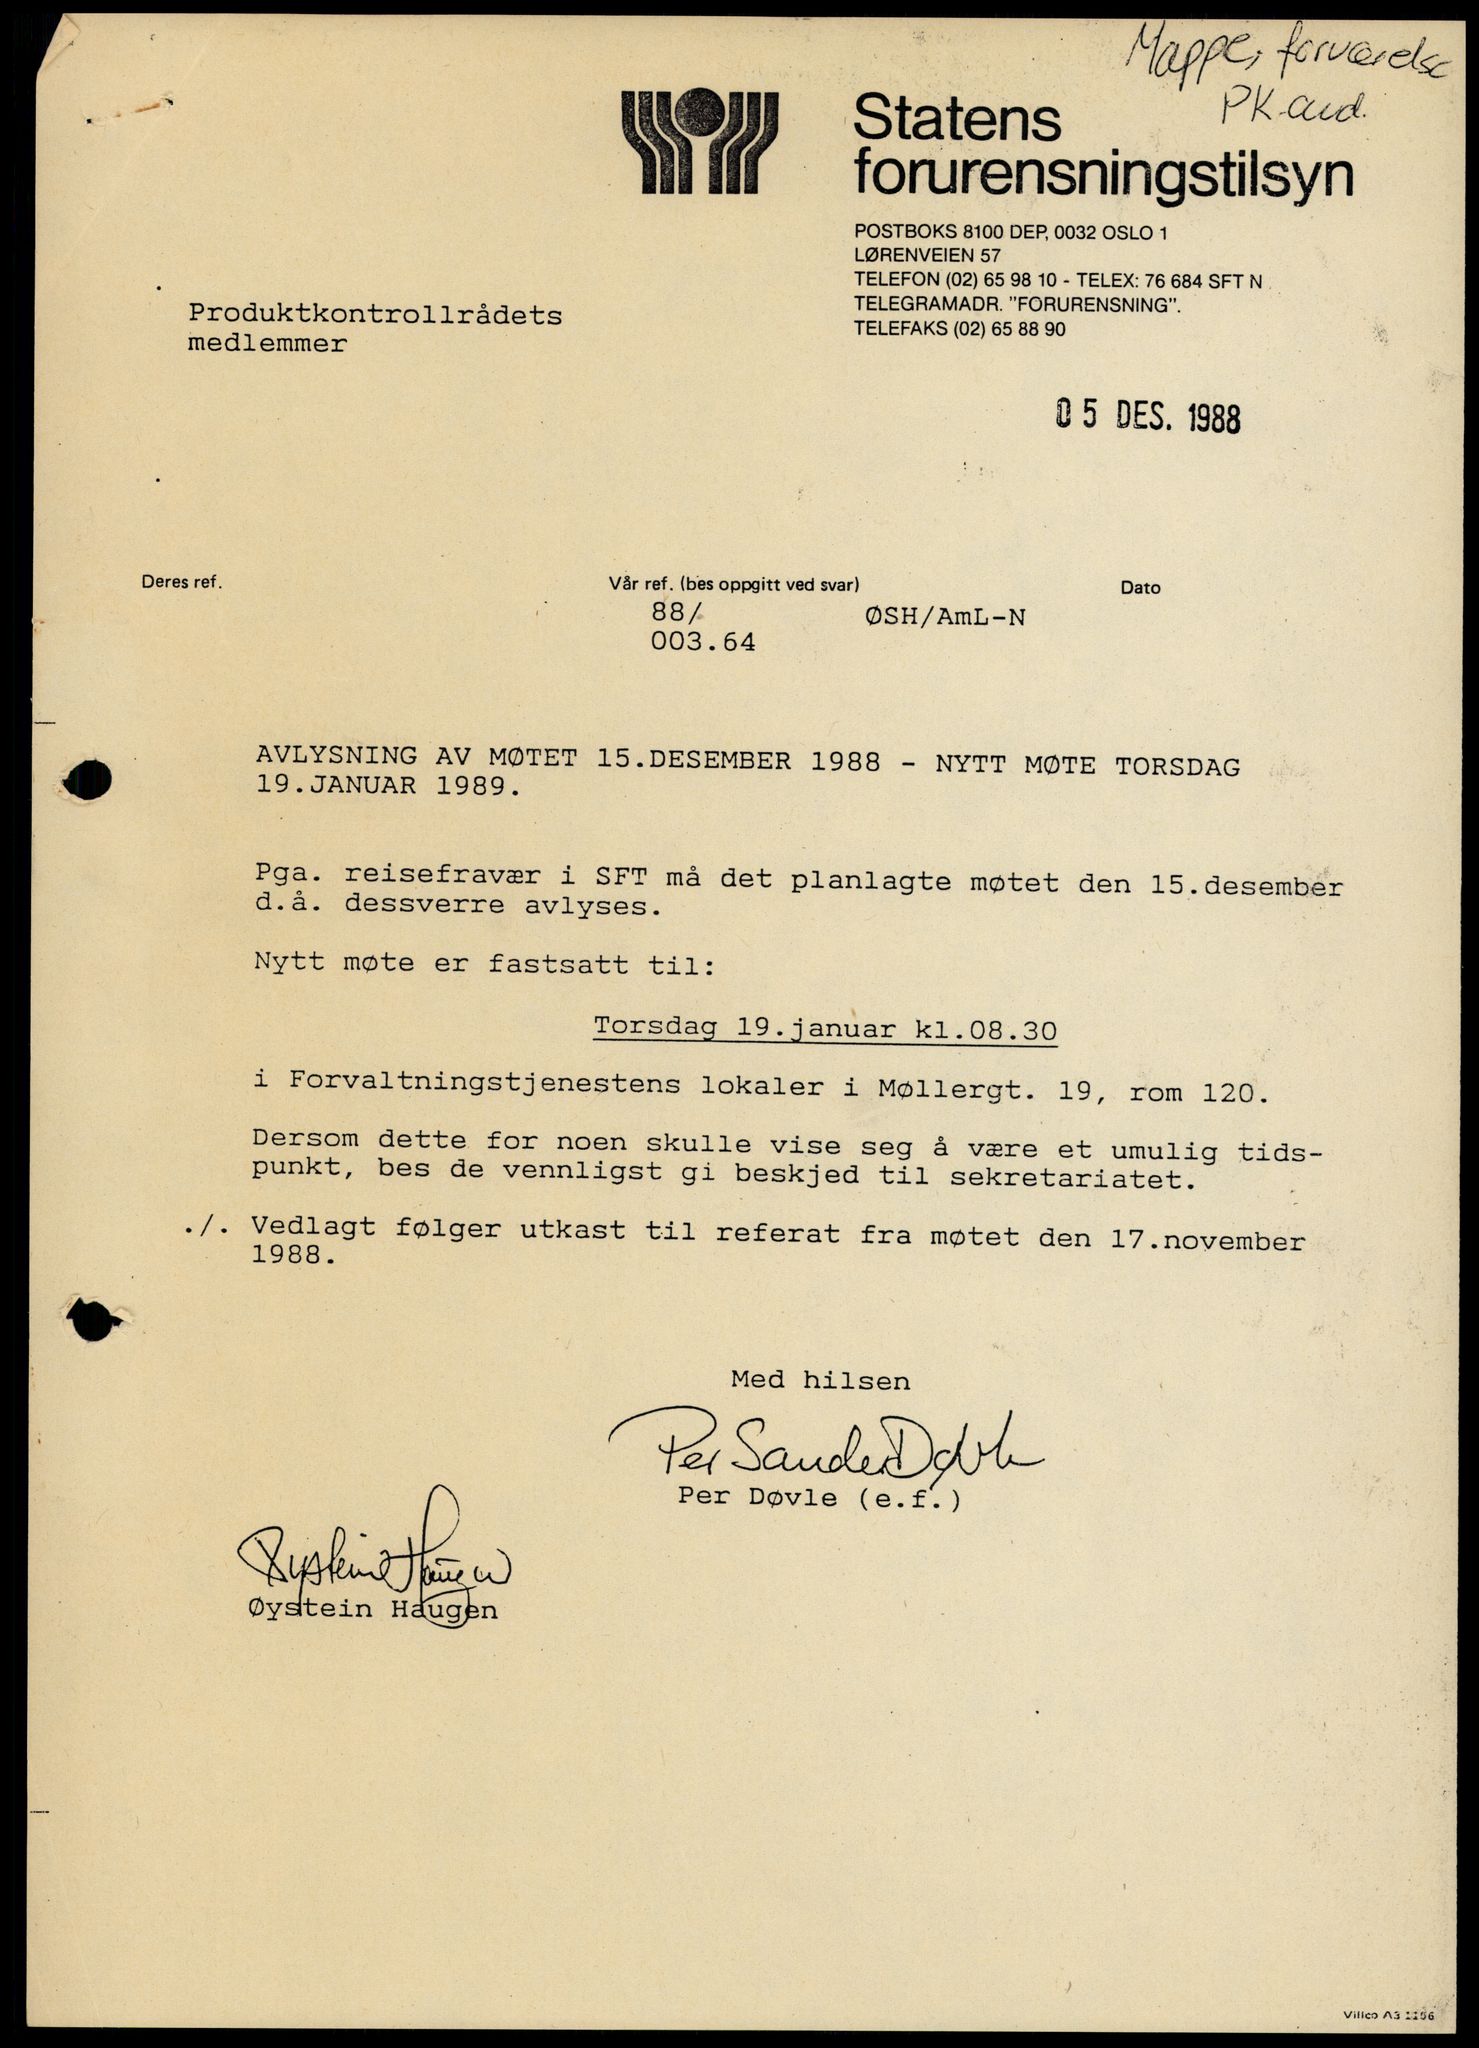 Mappe, forværelse
PK-avd.
Statens
forurensningstilsyn
POSTBOKS 8100 DEP, 0032 OSLO 1
LØRENVEIEN 57
TELEFON (02) 65 98 10 - TELEX: 76 684 SFT N
TELEGRAMADR. "FORURENSNING".
TELEFAKS (02) 65 88 90
Produktkontrollrådets
medlemmer
05 DES. 1988
Deres ref. Vår ref. (bes oppgitt ved svar) Dato
88/ ØSH/AmL-N
003.64
AVLYSNING AV MØTET 15.DESEMBER 1988 - NYTT MØTE TORSDAG
19.JANUAR 1989.
Pga. reisefravær i SFT må det planlagte møtet den 15.desember
d.å. dessverre avlyses.
Nytt møte er fastsatt til:
Torsdag 19.januar kl.08.30
i Forvaltningstjenestens lokaler i Møllergt. 19, rom 120.
Dersom dette for noen skulle vise seg å være et umulig tids-
punkt, bes de vennligst gi beskjed til sekretariatet.
./. Vedlagt følger utkast til referat fra møtet den 17.november
1988.
Med hilsen
Per Sander Døvle
Per Døvle (e.f.)
Øystein Haugen
Øystein Haugen
Villco A3 1156